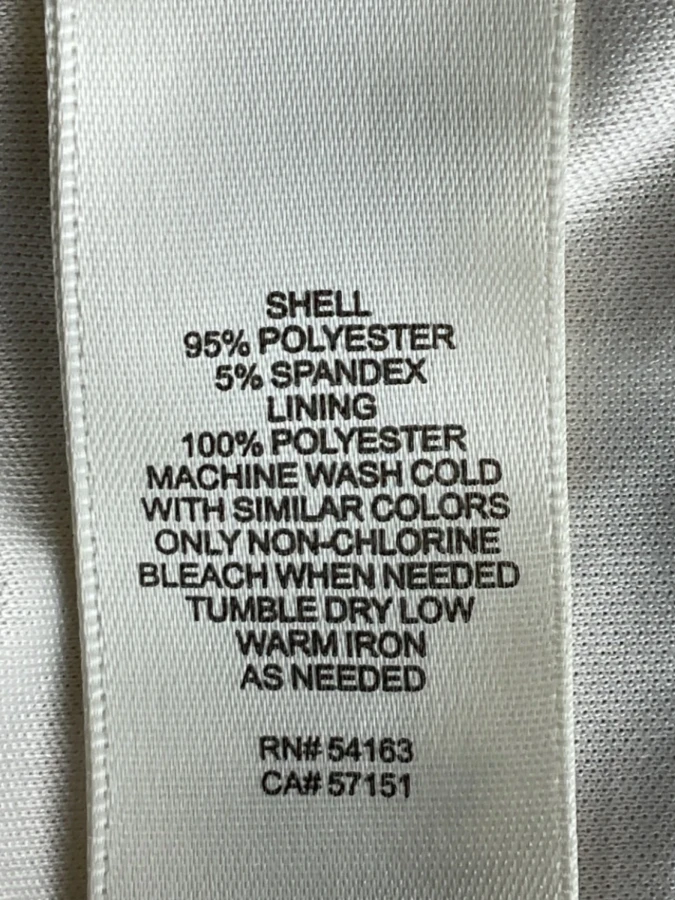 SHELL
95% POLYESTER
5% SPANDEX
LINING
100% POLYESTER
MACHINE WASH COLD
WITH SIMILAR COLORS
ONLY NON-CHLORINE
BLEACH WHEN NEEDED
TUMBLE DRY LOW
WARM IRON
AS NEEDED
RN# 54163
CA# 57151